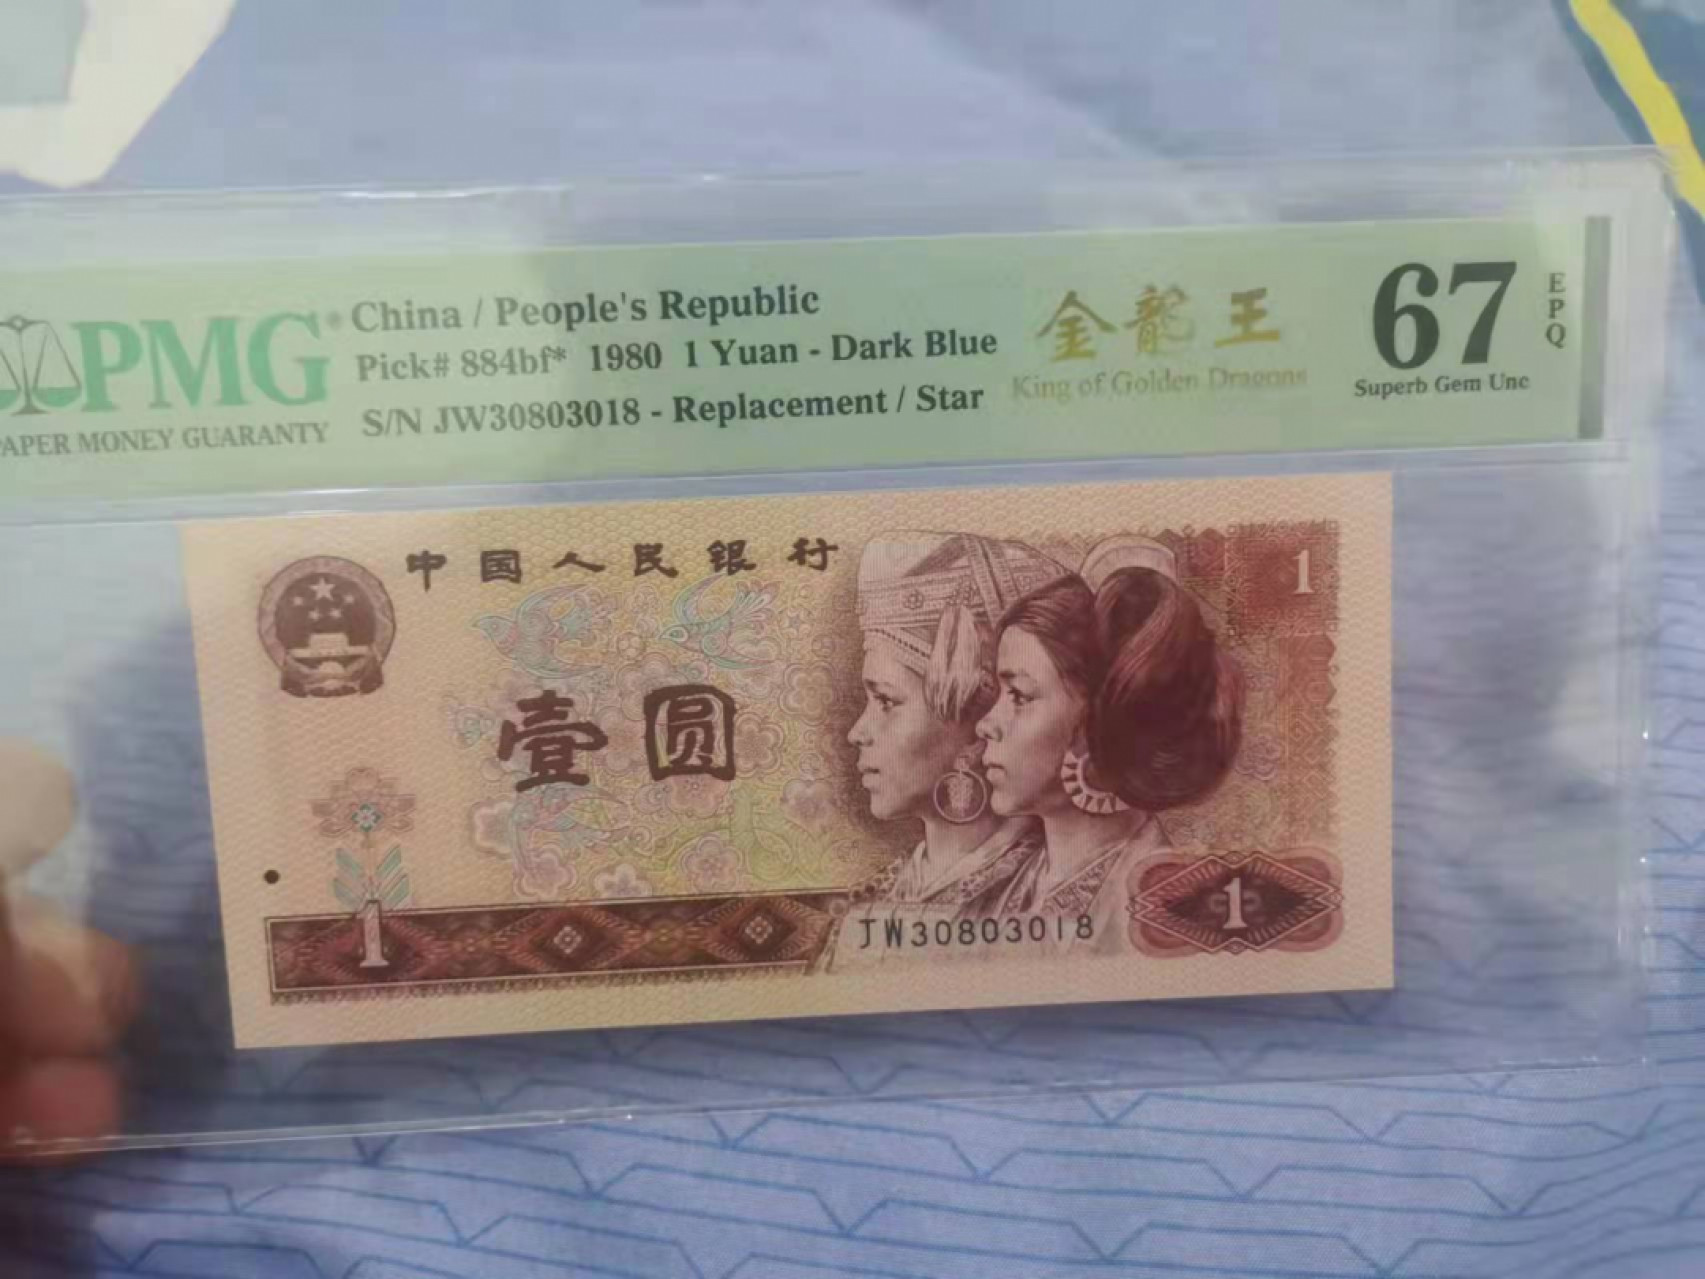 PMG
PAPER MONEY GUARANTY
China / People's Republic
Pick# 884bf* 1980 1 Yuan - Dark Blue
S/N JW30803018 - Replacement / Star
金龍王
King of Golden Dragons
67
EPQ
Superb Gem Unc
中国人民银行
1
壹圆
1
JW30803018
1